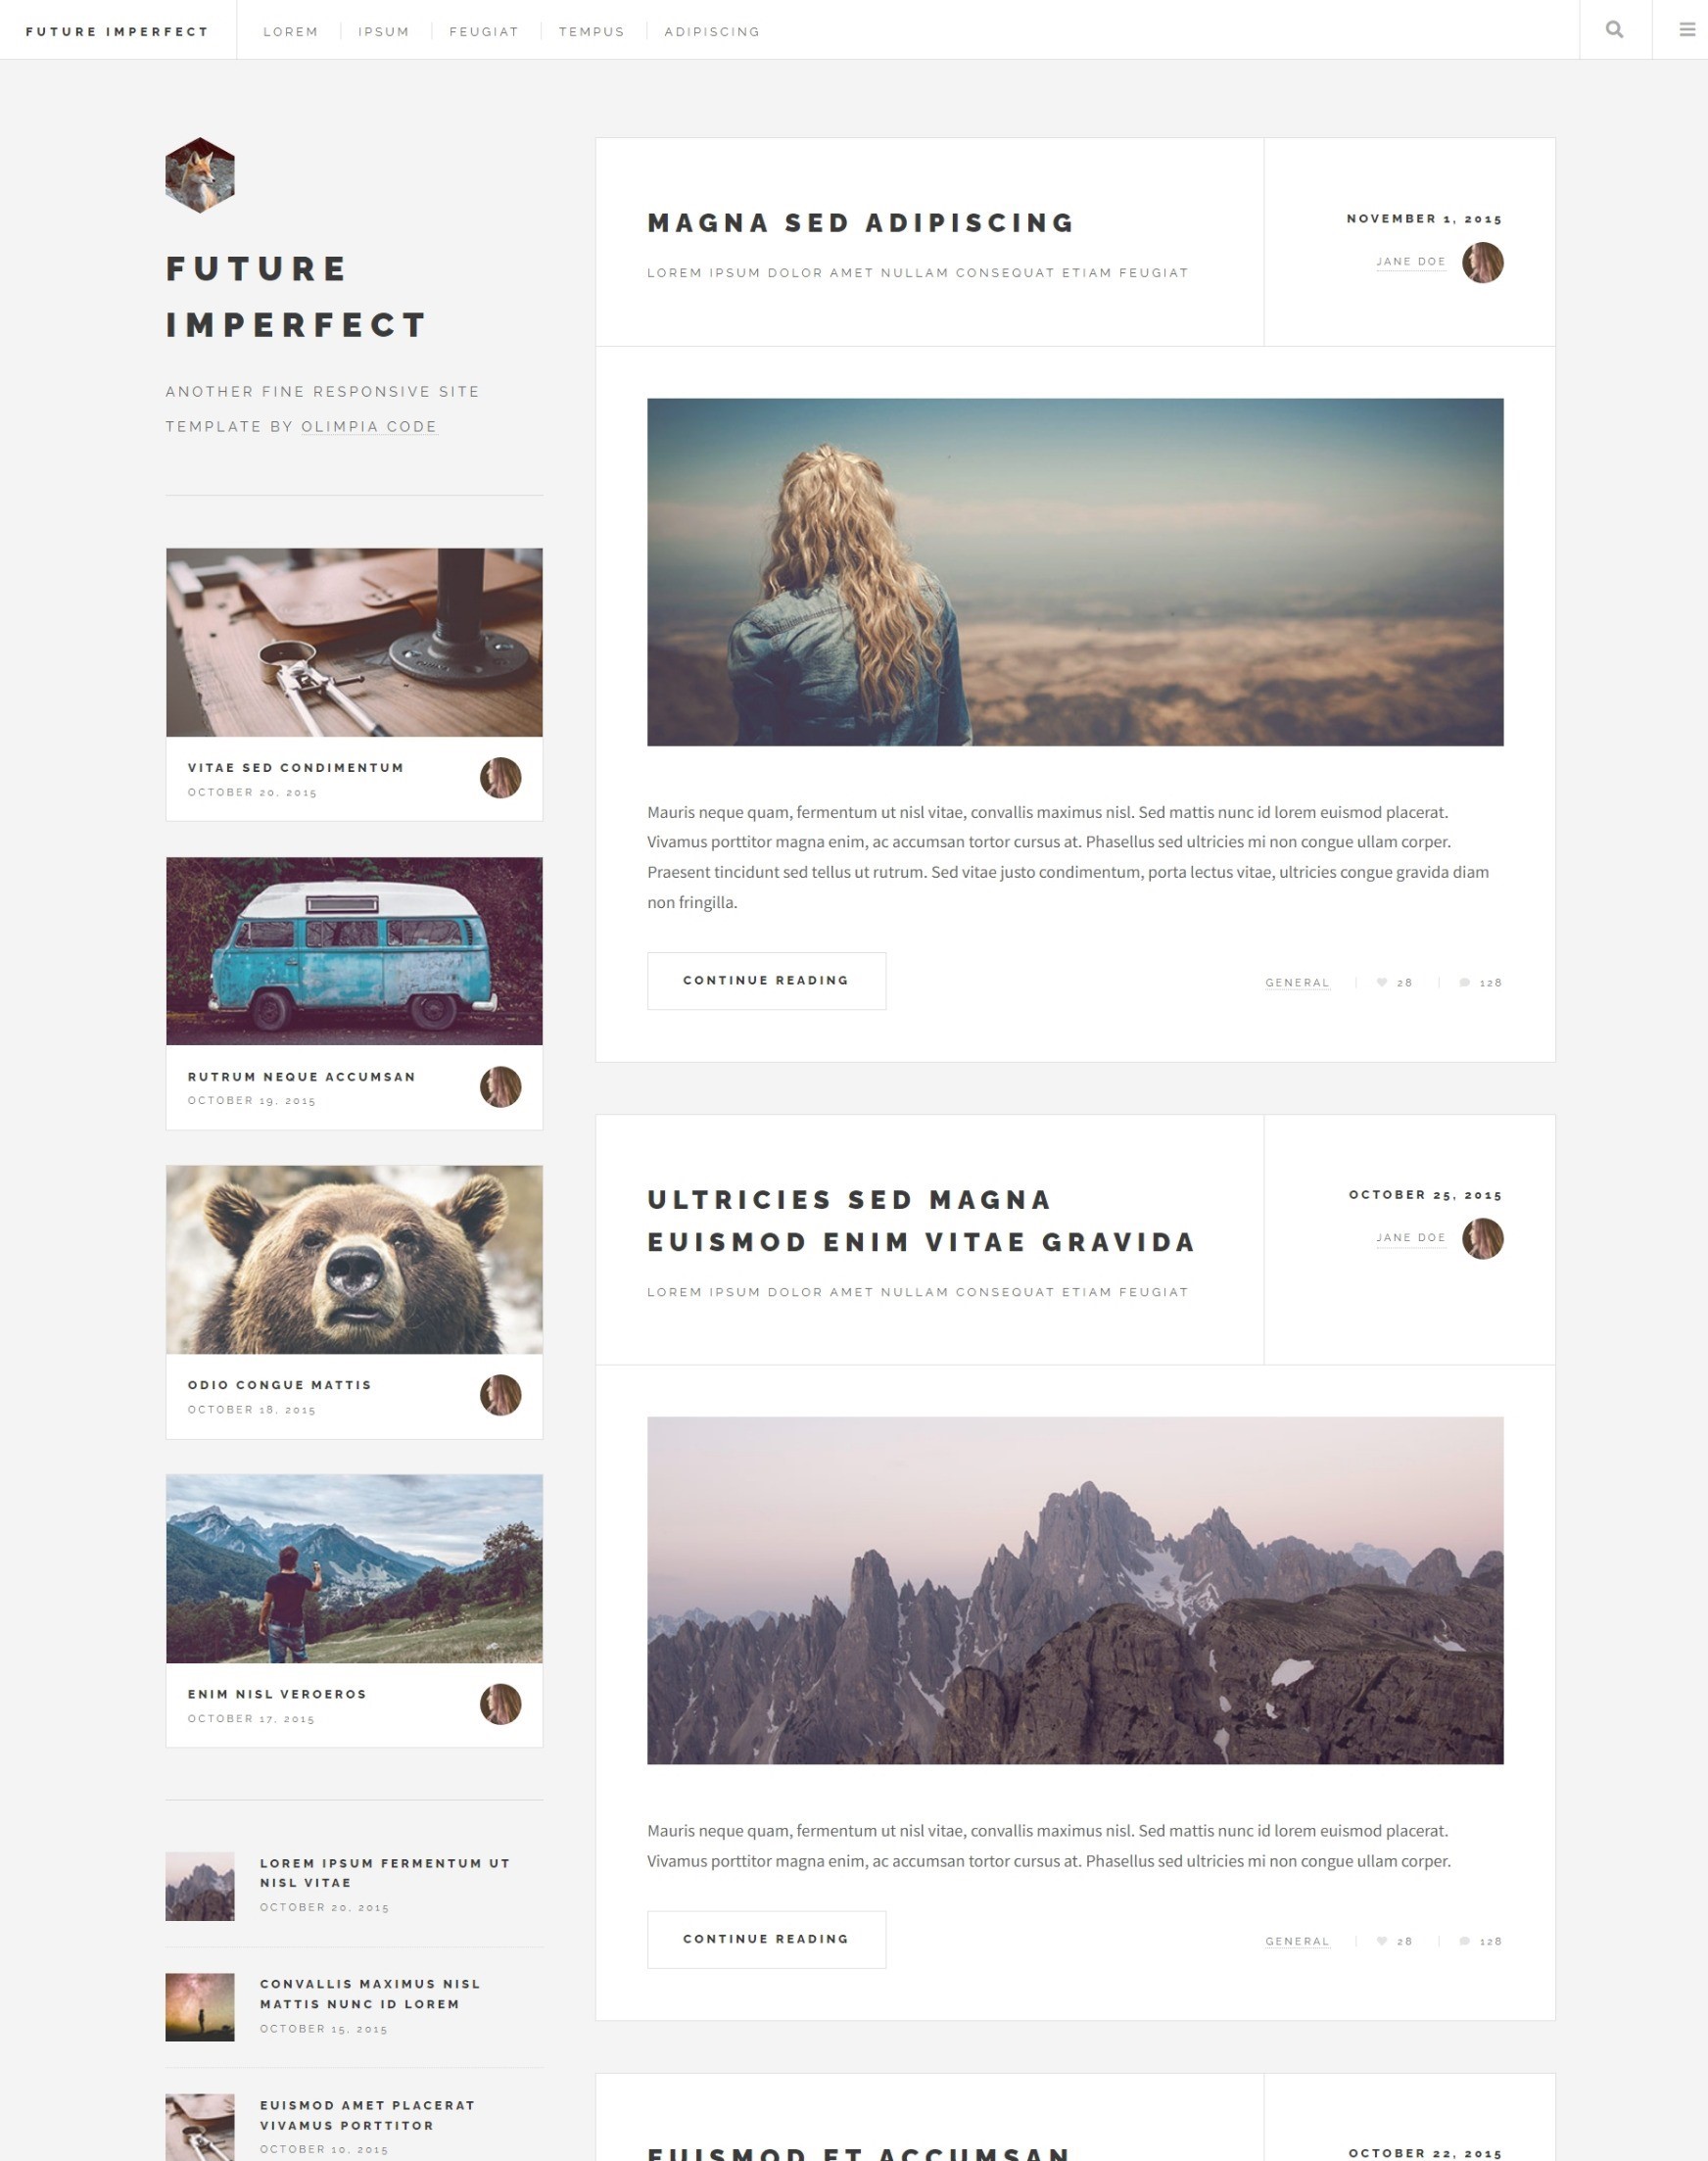 FUTURE IMPERFECT
LOREM
IPSUM
FEUGIAT
TEMPUS
ADIPISCING
FUTURE
IMPERFECT
ANOTHER FINE RESPONSIVE SITE
TEMPLATE BY OLIMPIA CODE
VITAE SED CONDIMENTUM
OCTOBER 20, 2015
RUTRUM NEQUE ACCUMSAN
OCTOBER 19, 2015
ODIO CONGUE MATTIS
OCTOBER 18, 2015
ENIM NISL VEROEROS
OCTOBER 17, 2015
LOREM IPSUM FERMENTUM UT
NISL VITAE
OCTOBER 20, 2015
CONVALLIS MAXIMUS NISL
MATTIS NUNC ID LOREM
OCTOBER 15, 2015
EUISMOD AMET PLACERAT
VIVAMUS PORTTITOR
OCTOBER 10, 2015
MAGNA SED ADIPISCING
LOREM IPSUM DOLOR AMET NULLAM CONSEQUAT ETIAM FEUGIAT
NOVEMBER 1, 2015
JANE DOE
Mauris neque quam, fermentum ut nisl vitae, convallis maximus nisl. Sed mattis nunc id lorem euismod placerat.
Vivamus porttitor magna enim, ac accumsan tortor cursus at. Phasellus sed ultricies mi non congue ullam corper.
Praesent tincidunt sed tellus ut rutrum. Sed vitae justo condimentum, porta lectus vitae, ultricies congue gravida diam
non fringilla.
CONTINUE READING
GENERAL
28
128
ULTRICIES SED MAGNA
EUISMOD ENIM VITAE GRAVIDA
LOREM IPSUM DOLOR AMET NULLAM CONSEQUAT ETIAM FEUGIAT
OCTOBER 25, 2015
JANE DOE
Mauris neque quam, fermentum ut nisl vitae, convallis maximus nisl. Sed mattis nunc id lorem euismod placerat.
Vivamus porttitor magna enim, ac accumsan tortor cursus at. Phasellus sed ultricies mi non congue ullam corper.
CONTINUE READING
GENERAL
28
128
EUISMOD ET ACCUMSAN
OCTOBER 22, 2015